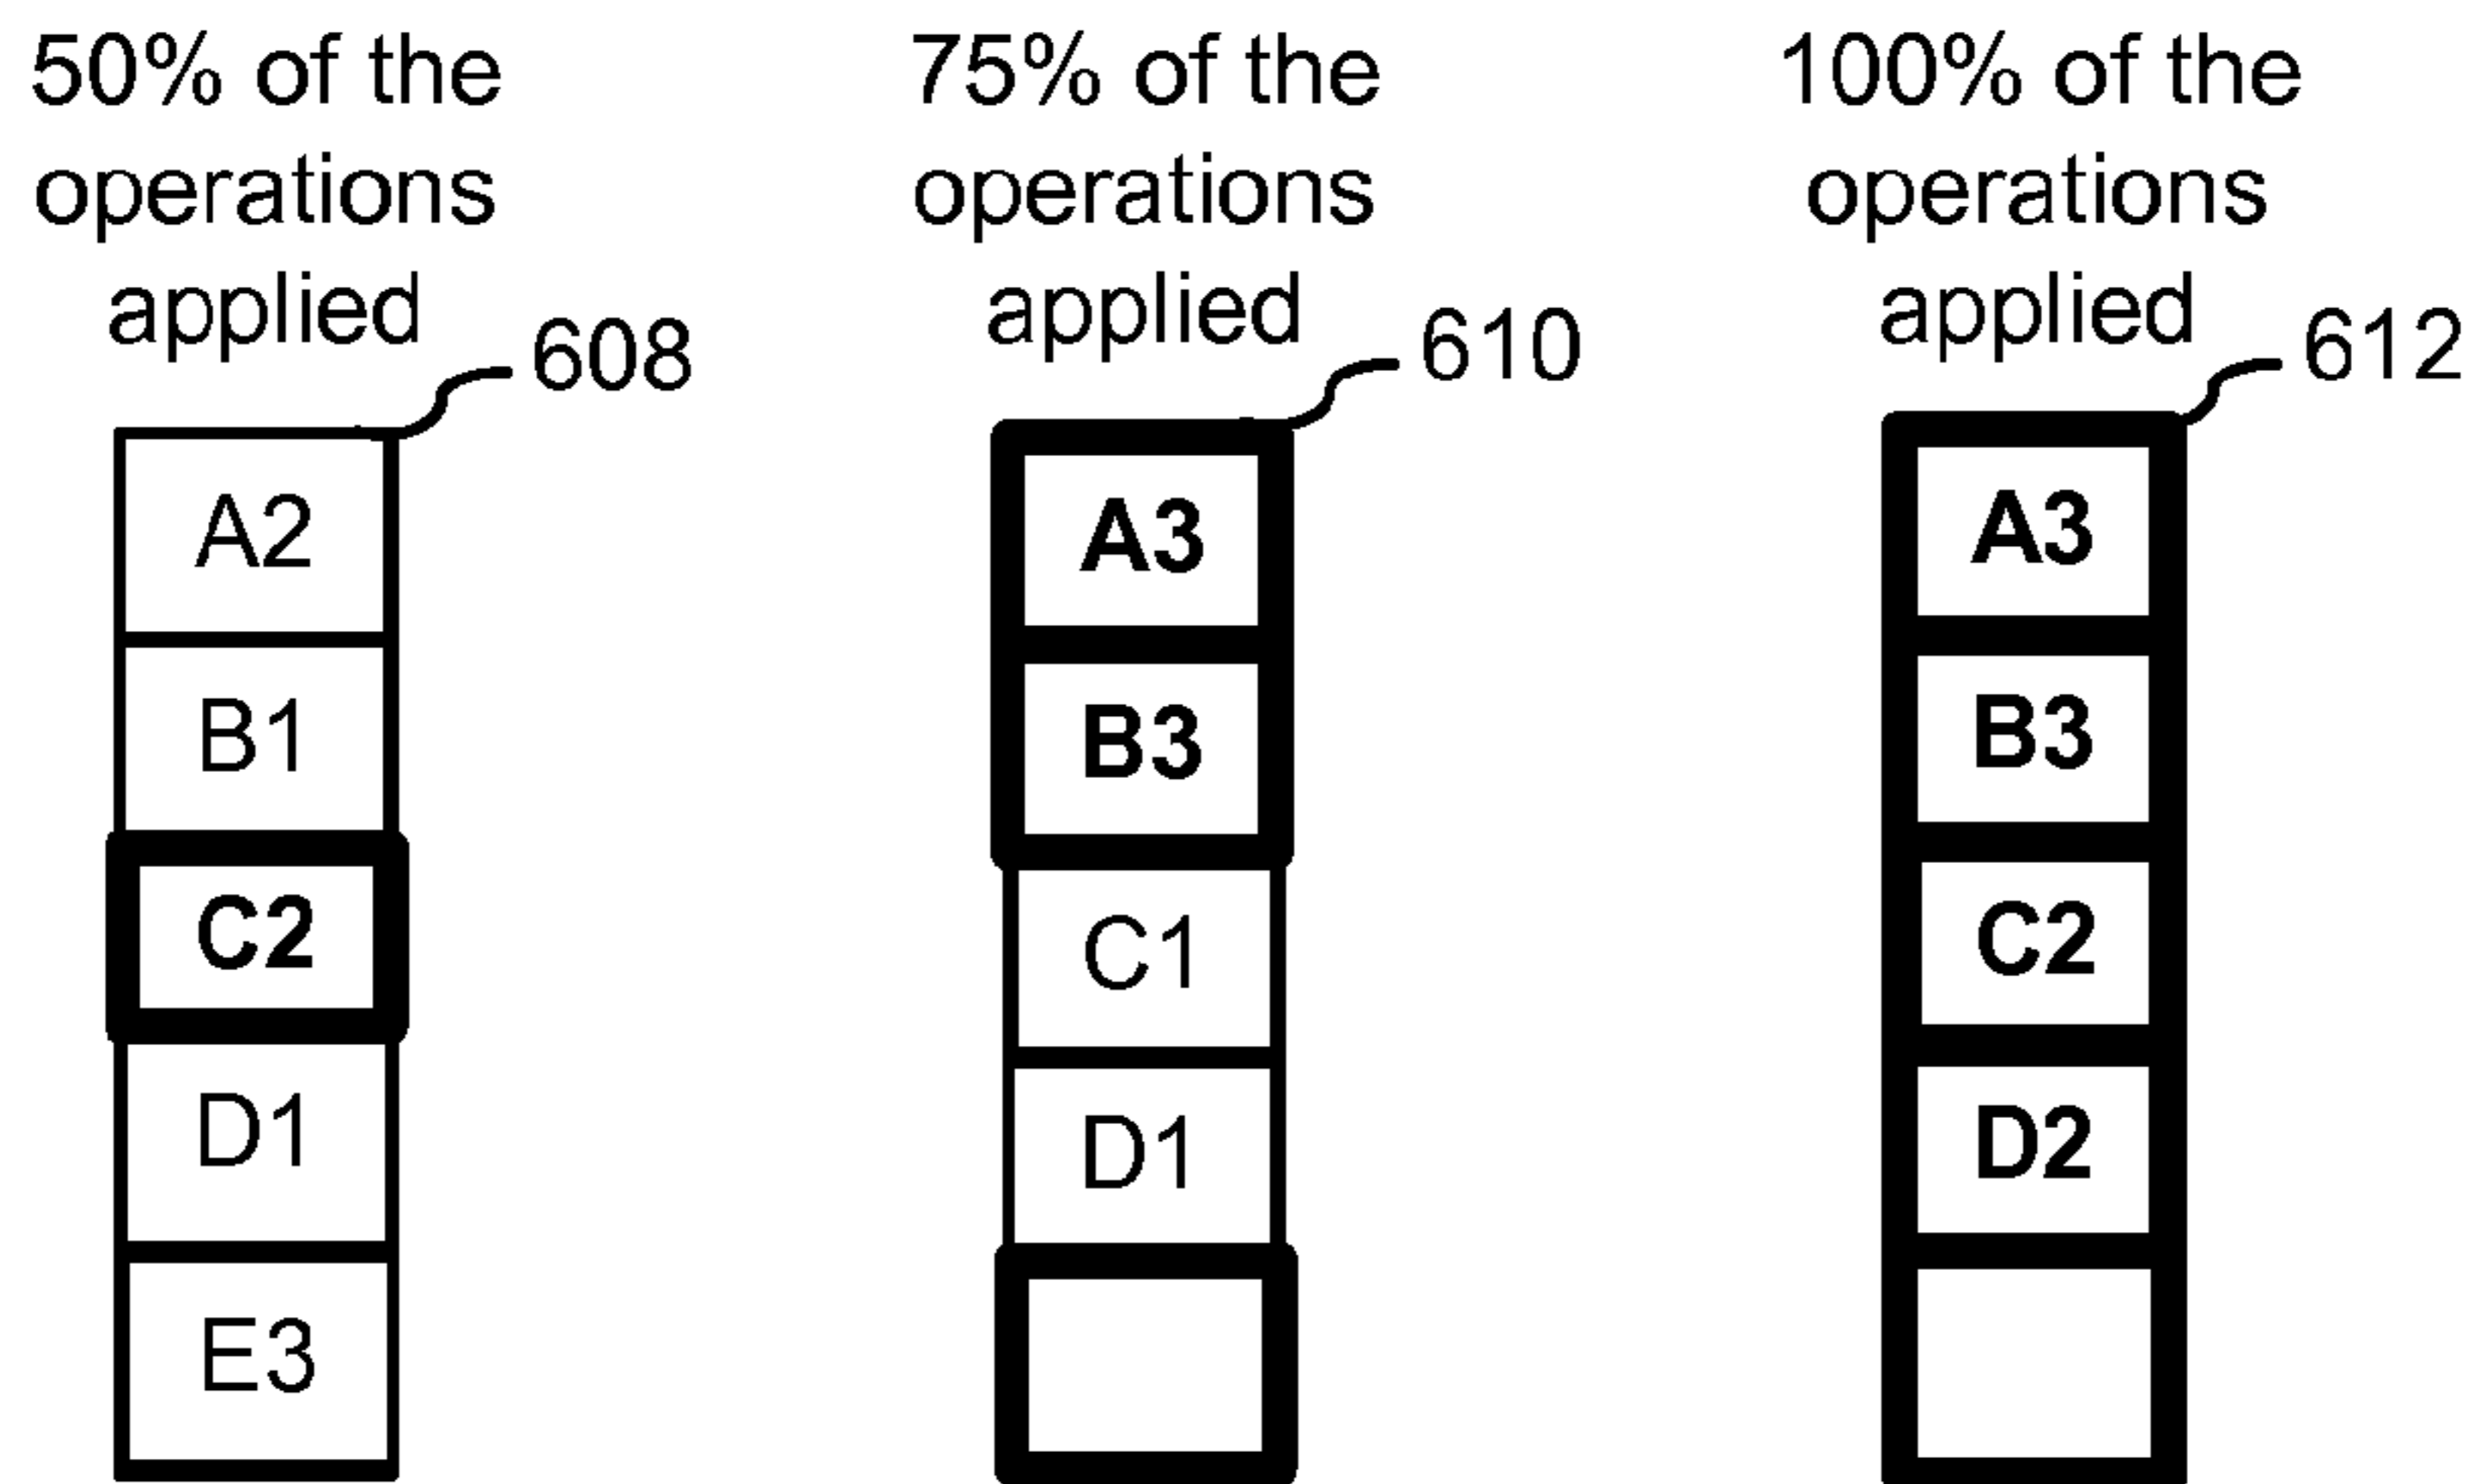 50% of the
operations
applied
608
A2
B1
C2
D1
E3
75% of the
operations
applied
610
A3
B3
C1
D1
100% of the
operations
applied
612
A3
B3
C2
D2